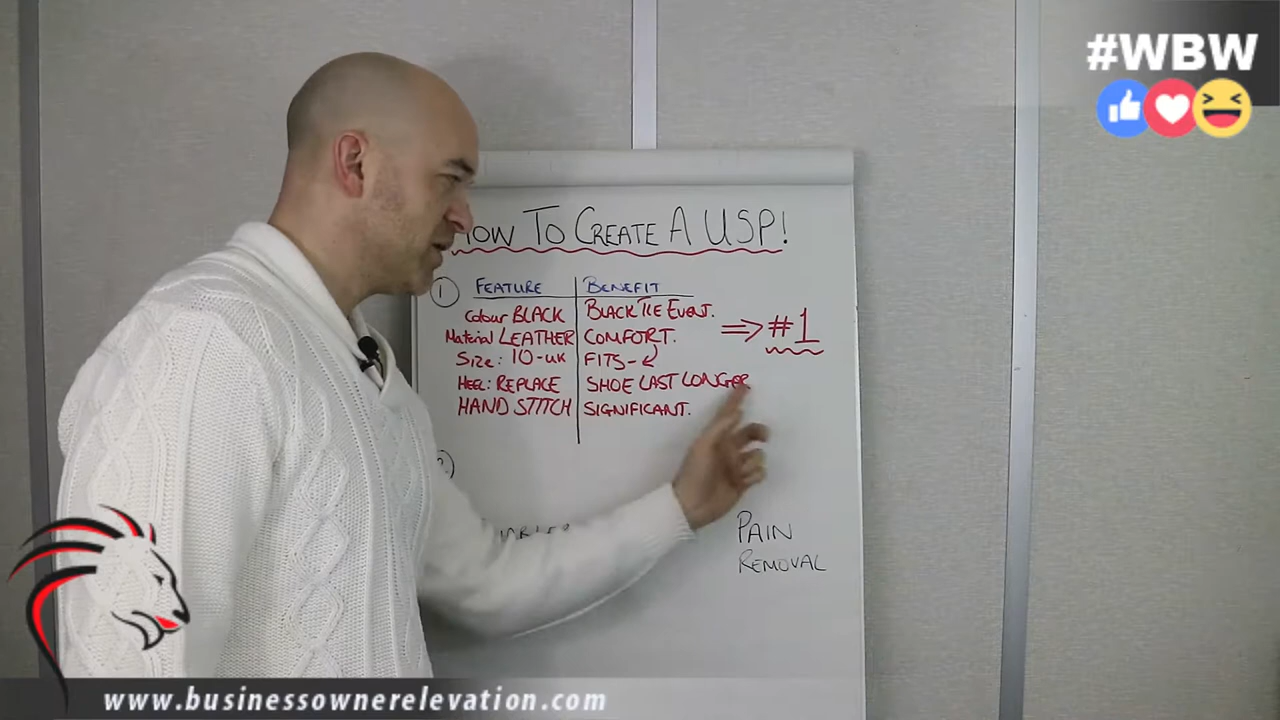 #WBW
HOW TO CREATE A USP!
1 FEATURE BENEFIT
Colour BLACK BLACK TIE EVENT.
Material LEATHER COMFORT.
=> #1
Size: 10-UK FITS-
HEEL: REPLACE SHOE LAST LONGER
HAND STITCH SIGNIFICANT.
PAIN
REMOVAL
www.businessownerelevation.com